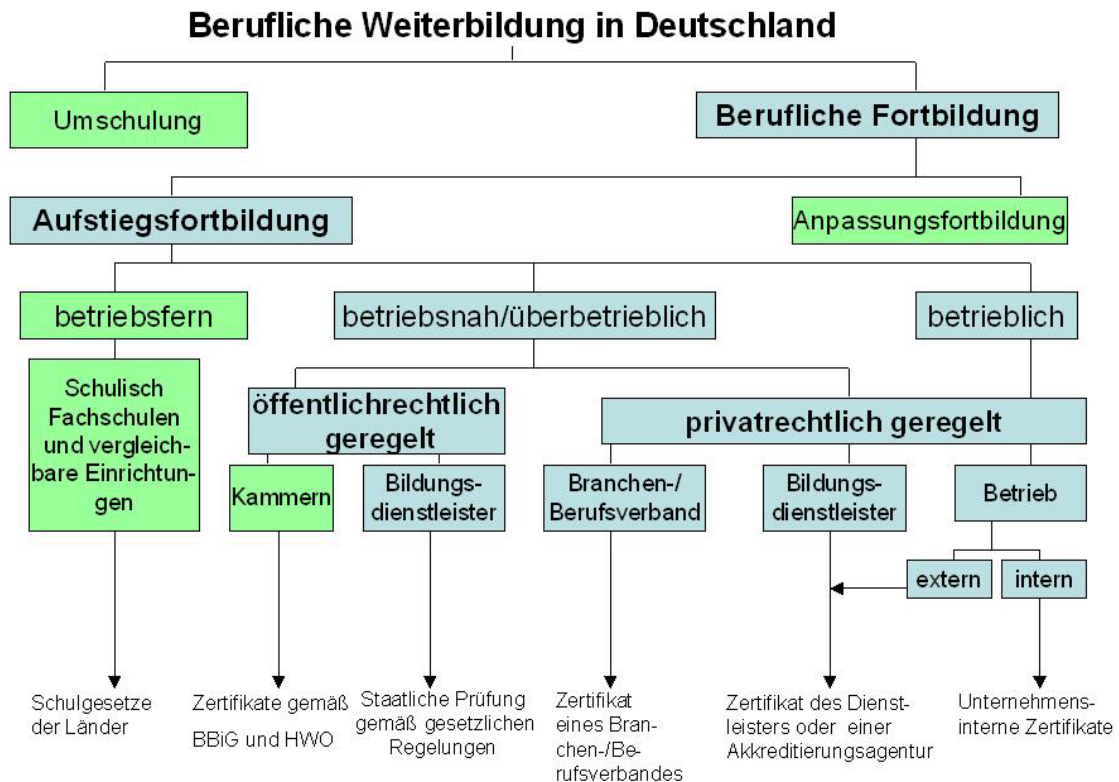 Berufliche Weiterbildung in Deutschland
Umschulung
Berufliche Fortbildung
Aufstiegsfortbildung
Anpassungsfortbildung
betriebsfern
betriebsnah/überbetrieblich
betrieblich
Schulisch
Fachschulen
und vergleich-
bare Einrichtun-
gen
öffentlichrechtlich
geregelt
privatrechtlich geregelt
Kammern
Bildungs-
dienstleister
Branchen-/
Berufsverband
Bildungs-
dienstleister
Betrieb
extern
intern
Schulgesetze
der Länder
Zertifikate gemäß
BBiG und HWO
Staatliche Prüfung
gemäß gesetzlichen
Regelungen
Zertifikat
eines Bran-
chen-/Be-
rufsverbandes
Zertifikat des Dienst-
leisters oder einer
Akkreditierungsagentur
Unternehmens-
interne Zertifikate